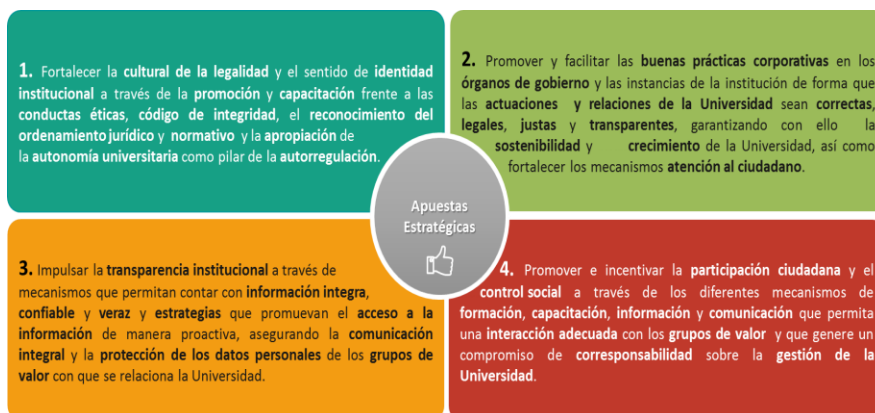 1. Fortalecer la cultural de la legalidad y el sentido de identidad
institucional a través de la promoción y capacitación frente a las
conductas éticas, código de integridad, el reconocimiento del
ordenamiento jurídico y normativo y la apropiación de
la autonomía universitaria como pilar de la autorregulación.
2. Promover y facilitar las buenas prácticas corporativas en los
órganos de gobierno y las instancias de la institución de forma que
las actuaciones y relaciones de la Universidad sean correctas,
legales, justas y transparentes, garantizando con ello la
sostenibilidad y crecimiento de la Universidad, así como
fortalecer los mecanismos atención al ciudadano.
Apuestas
Estratégicas
3. Impulsar la transparencia institucional a través de
mecanismos que permitan contar con información integra,
confiable y veraz y estrategias que promuevan el acceso a la
información de manera proactiva, asegurando la comunicación
integral y la protección de los datos personales de los grupos de
valor con que se relaciona la Universidad.
4. Promover e incentivar la participación ciudadana y el
control social a través de los diferentes mecanismos de
formación, capacitación, información y comunicación que permita
una interacción adecuada con los grupos de valor y que genere un
compromiso de corresponsabilidad sobre la gestión de la
Universidad.